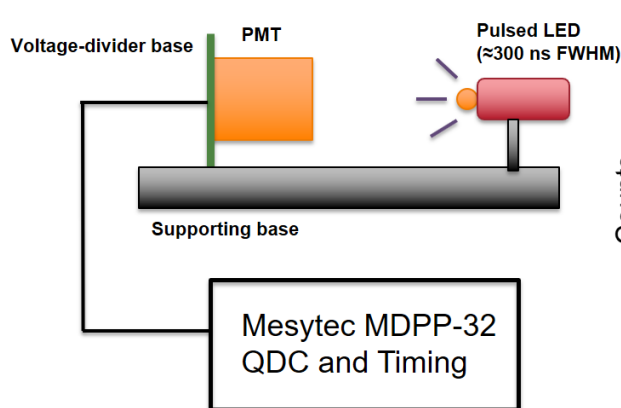 Voltage-divider base
PMT
Pulsed LED
(≈300 ns FWHM)
Supporting base
Mesytec MDPP-32
QDC and Timing